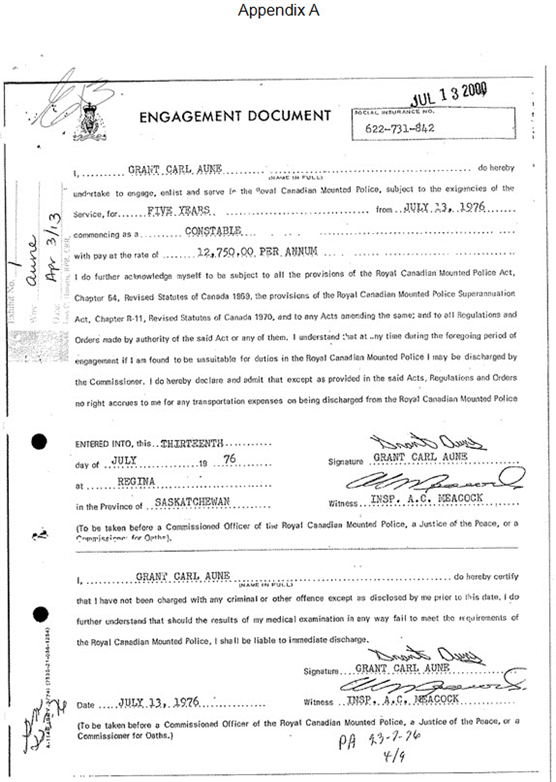 Appendix A
JUL 13 2000
ENGAGEMENT DOCUMENT
SOCIAL INSURANCE NO.
622-731-842
I, GRANT CARL AUNE do hereby
(NAME IN FULL)
undertake to engage, enlist and serve in the Royal Canadian Mounted Police, subject to the exigencies of the
Service, for FIVE YEARS from JULY 13, 1976
commencing as a CONSTABLE
with pay at the rate of 12,750.00 PER ANNUM
I do further acknowledge myself to be subject to all the provisions of the Royal Canadian Mounted Police Act,
Chapter 54, Revised Statutes of Canada 1959, the provisions of the Royal Canadian Mounted Police Superannuation
Act, Chapter R-11, Revised Statutes of Canada 1970, and to any Acts amending the same; and to all Regulations and
Orders made by authority of the said Act or any of them. I understand that at any time during the foregoing period of
engagement if I am found to be unsuitable for duties in the Royal Canadian Mounted Police I may be discharged by
the Commissioner. I do hereby declare and admit that except as provided in the said Acts, Regulations and Orders
no right accrues to me for any transportation expenses on being discharged from the Royal Canadian Mounted Police
Exhibit No. 1
aune
Apr 3/13
ENTERED INTO, this THIRTEENTH
day of JULY 19 76
at REGINA
in the Province of SASKATCHEWAN
Grant Aune
Signature GRANT CARL AUNE
Witness INSP. A.C. MEACOCK
(To be taken before a Commissioned Officer of the Royal Canadian Mounted Police, a Justice of the Peace, or a
Commissioner for Oaths).
I, GRANT CARL AUNE do hereby certify
(NAME IN FULL)
that I have not been charged with any criminal or other offence except as disclosed by me prior to this date. I do
further understand that should the results of my medical examination in any way fail to meet the requirements of
the Royal Canadian Mounted Police, I shall be liable to immediate discharge.
Grant Aune
Signature GRANT CARL AUNE
Date JULY 13, 1976
Witness INSP. A.C. MEACOCK
(To be taken before a Commissioned Officer of the Royal Canadian Mounted Police, a Justice of the Peace, or a
Commissioner for Oaths.)
PA 23-7-76
4/9